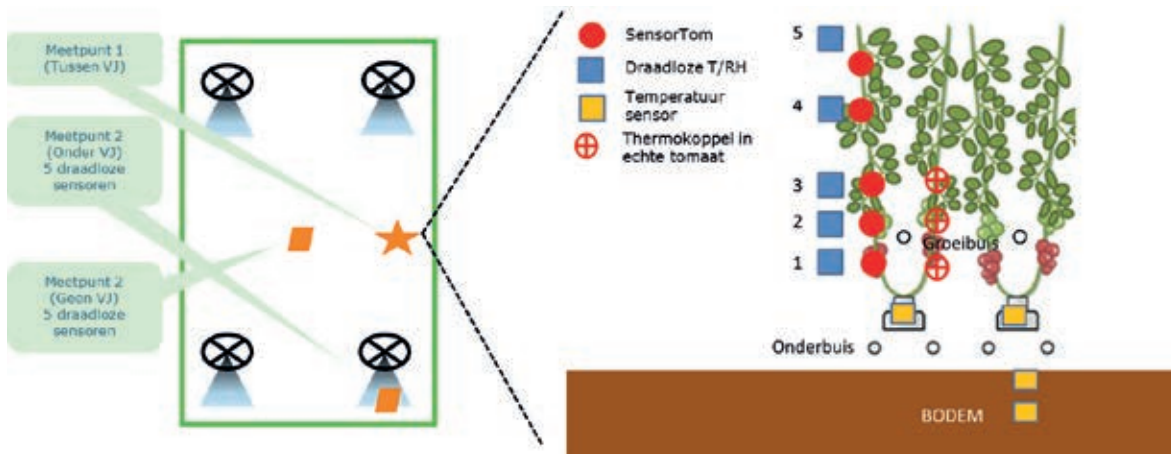 Meetpunt 1
(Tussen VJ)
Meetpunt 2
(Onder VJ)
5 draadloze
sensoren
Meetpunt 2
(Geen VJ)
5 draadloze
sensoren
SensorTom
Draadloze T/RH
Temperatuur
sensor
Thermokoppel in
echte tomaat
5
4
3
2
1
Groeibuis
Onderbuis
BODEM